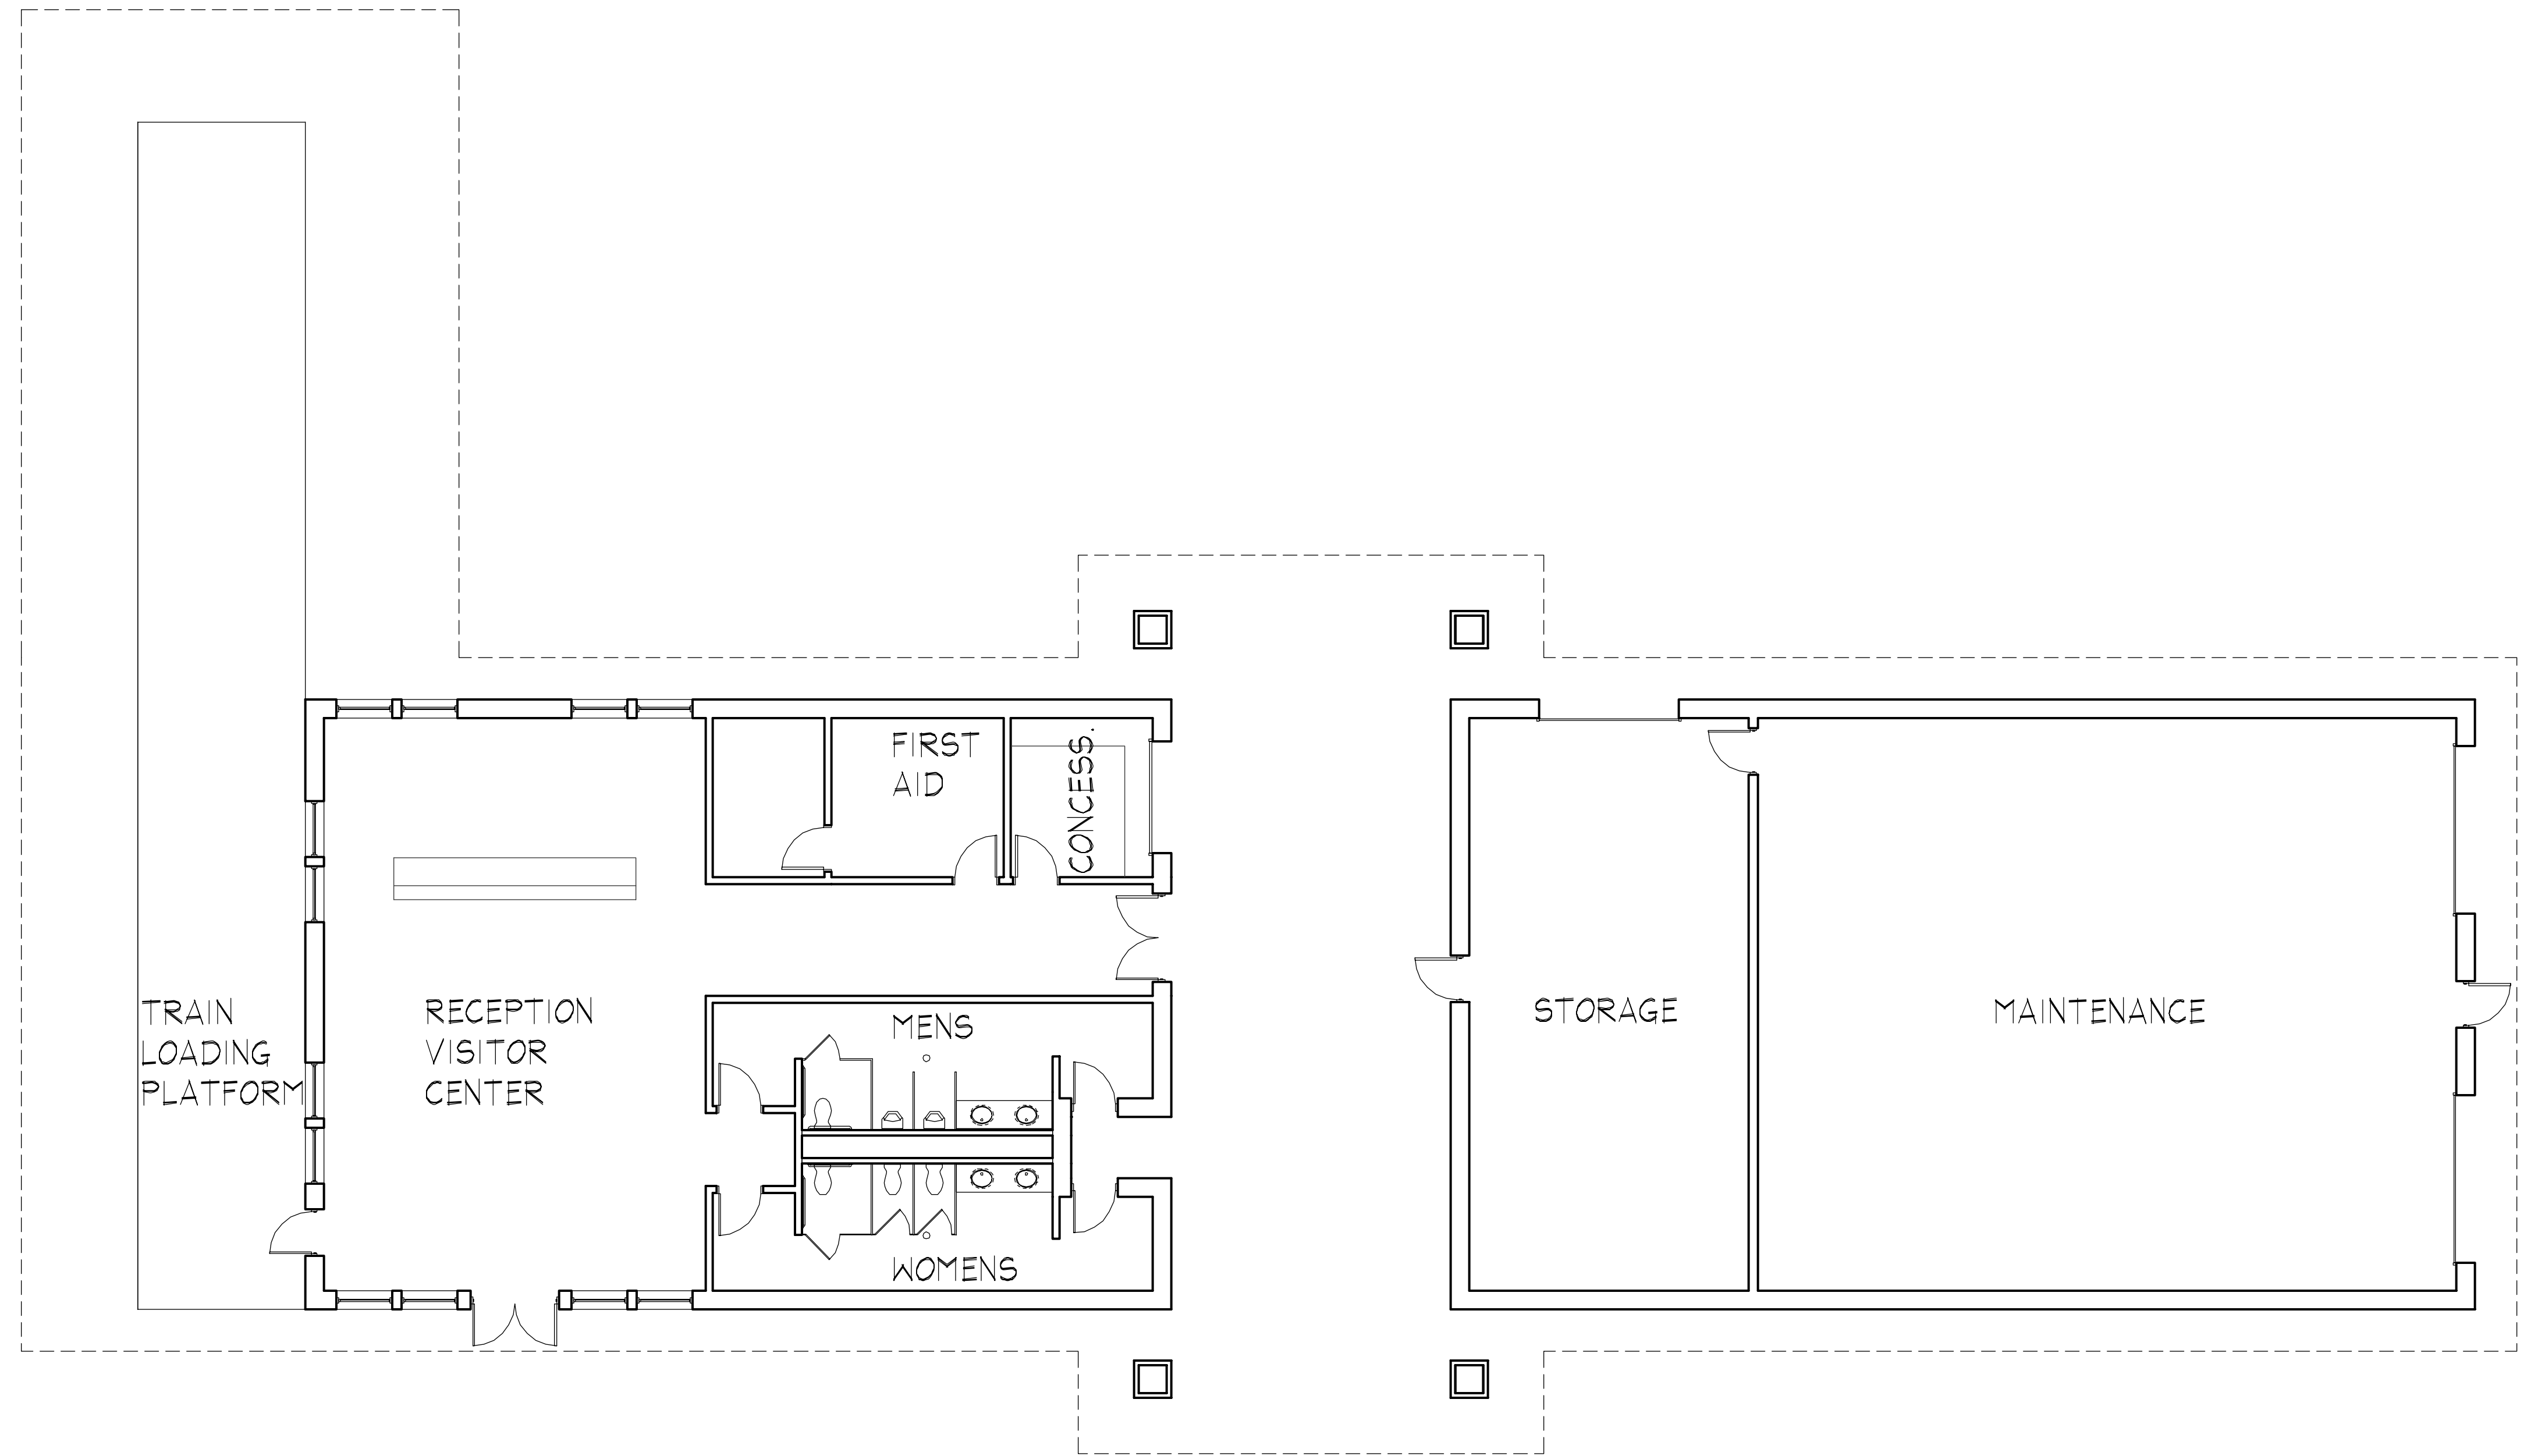 FIRST
AID
CONCESS.
TRAIN
LOADING
PLATFORM
RECEPTION
VISITOR
CENTER
MENS
WOMENS
STORAGE
MAINTENANCE